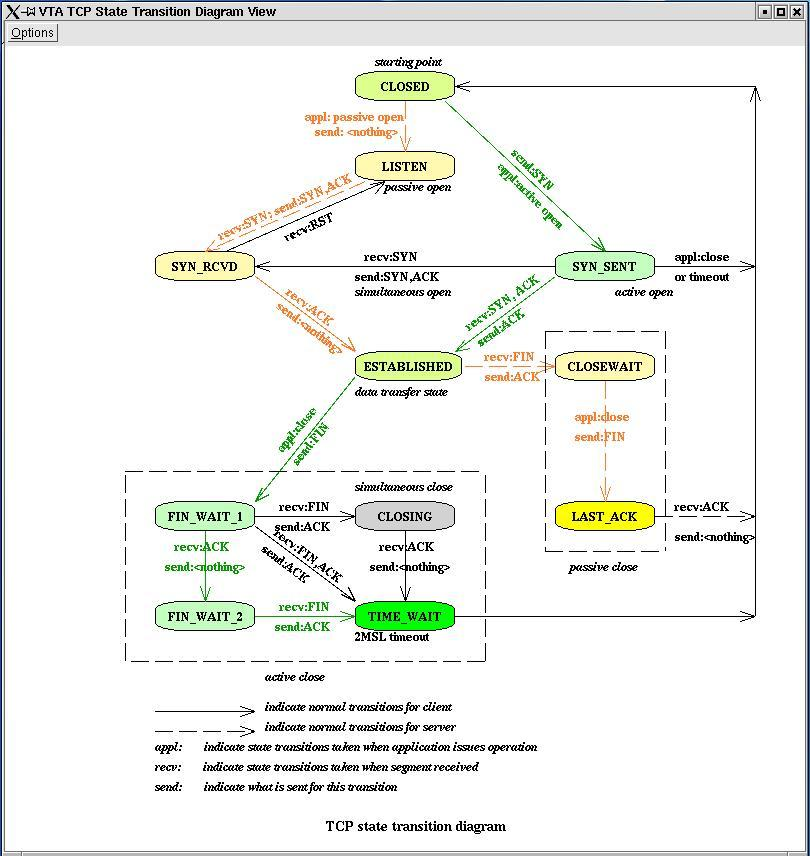 VTA TCP State Transition Diagram View
Options
starting point
CLOSED
appl: passive open
send: <nothing>
LISTEN
passive open
send:SYN
appl:active open
recv:SYN; send:SYN,ACK
recv:RST
SYN_RCVD
recv:SYN
send:SYN,ACK
simultaneous open
SYN_SENT
active open
appl:close
or timeout
recv:ACK
send:<nothing>
recv:SYN, ACK
send:ACK
ESTABLISHED
data transfer state
recv:FIN
send:ACK
CLOSEWAIT
appl:close
send:FIN
appl:close
send:FIN
simultaneous close
FIN_WAIT_1
recv:FIN
send:ACK
CLOSING
LAST_ACK
recv:ACK
send:<nothing>
passive close
recv:ACK
send:<nothing>
recv:FIN, ACK
send:ACK
recv:ACK
send:<nothing>
FIN_WAIT_2
recv:FIN
send:ACK
TIME_WAIT
2MSL timeout
active close
indicate normal transitions for client
indicate normal transitions for server
appl: indicate state transitions taken when application issues operation
recv: indicate state transitions taken when segment received
send: indicate what is sent for this transition
TCP state transition diagram